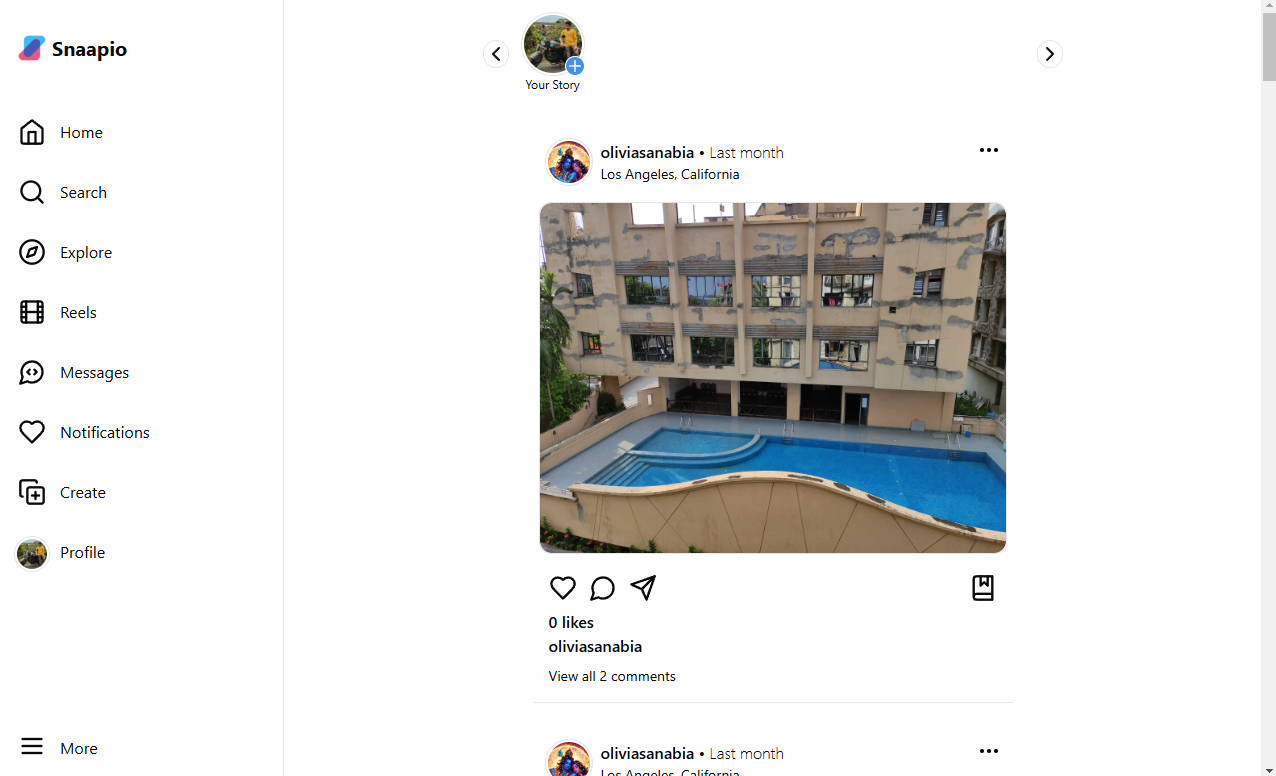 Snaapio
Home
Search
Explore
Reels
Messages
Notifications
Create
Profile
More
Your Story
oliviasanabia • Last month
Los Angeles, California
0 likes
oliviasanabia
View all 2 comments
oliviasanabia • Last month
Los Angeles, California